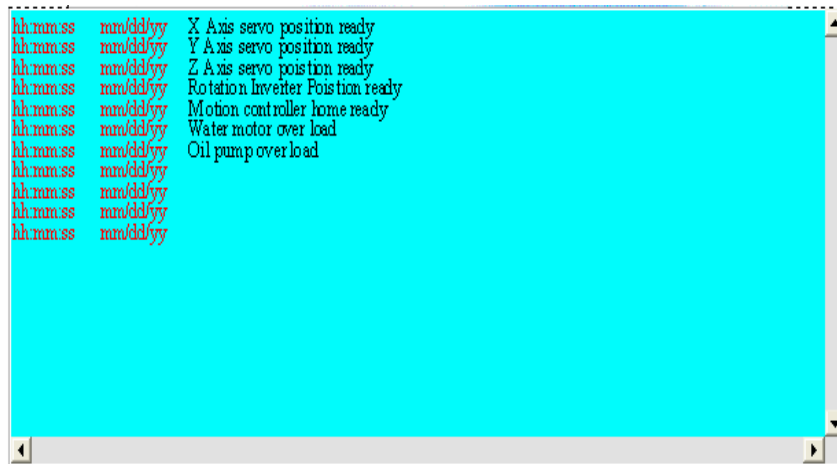 hh:mm:ss mm/dd/yy X Axis servo position ready
hh:mm:ss mm/dd/yy Y Axis servo position ready
hh:mm:ss mm/dd/yy Z Axis servo poistion ready
hh:mm:ss mm/dd/yy Rotation Inverter Poistion ready
hh:mm:ss mm/dd/yy Motion controller home ready
hh:mm:ss mm/dd/yy Water motor over load
hh:mm:ss mm/dd/yy Oil pump over load
hh:mm:ss mm/dd/yy
hh:mm:ss mm/dd/yy
hh:mm:ss mm/dd/yy
hh:mm:ss mm/dd/yy